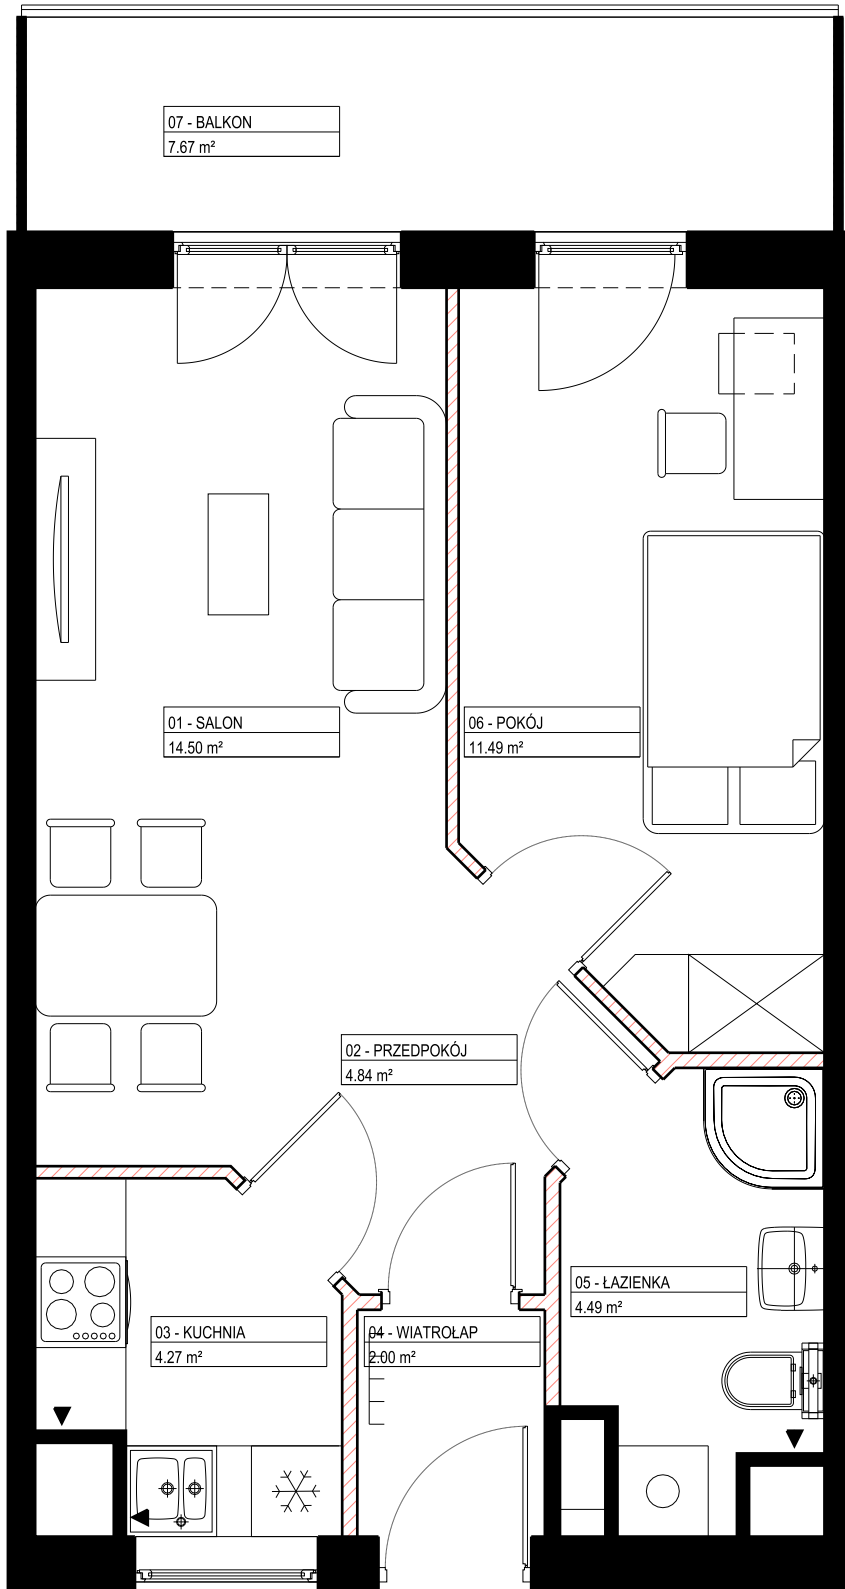 07 - BALKON
7.67 m²
01 - SALON
14.50 m²
06 - POKÓJ
11.49 m²
02 - PRZEDPOKÓJ
4.84 m²
05 - ŁAZIENKA
4.49 m²
03 - KUCHNIA
4.27 m²
04 - WIATROŁAP
2.00 m²